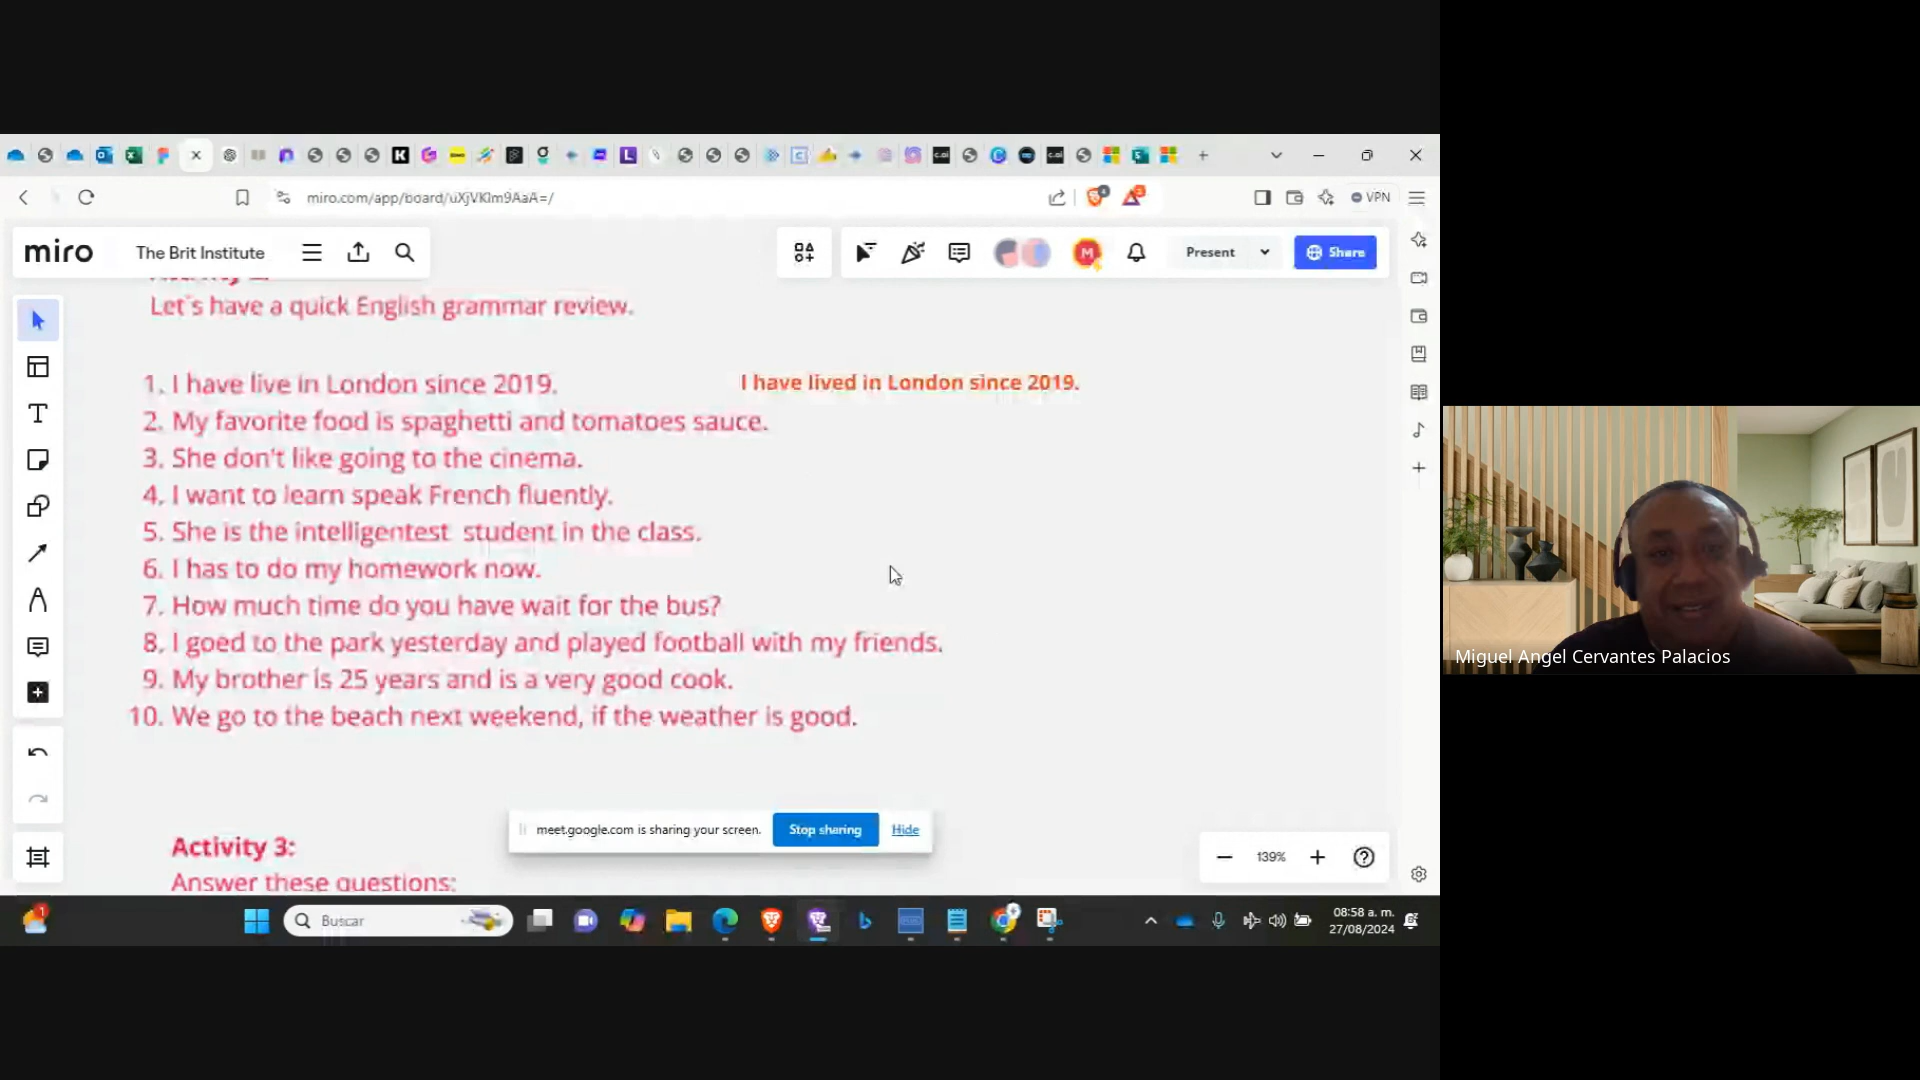 miro.com/app/board/uXjVKlm9AaA=/
VPN
miro
The Brit Institute
M
Present
Share
Let's have a quick English grammar review.
1. I have live in London since 2019.
I have lived in London since 2019.
2. My favorite food is spaghetti and tomatoes sauce.
3. She don't like going to the cinema.
4. I want to learn speak French fluently.
5. She is the intelligentest student in the class.
6. I has to do my homework now.
7. How much time do you have wait for the bus?
8. I goed to the park yesterday and played football with my friends.
9. My brother is 25 years and is a very good cook.
10. We go to the beach next weekend, if the weather is good.
Miguel Angel Cervantes Palacios
meet.google.com is sharing your screen.
Stop sharing
Hide
Activity 3:
Answer these questions:
139%
Buscar
08:58 a. m.
27/08/2024